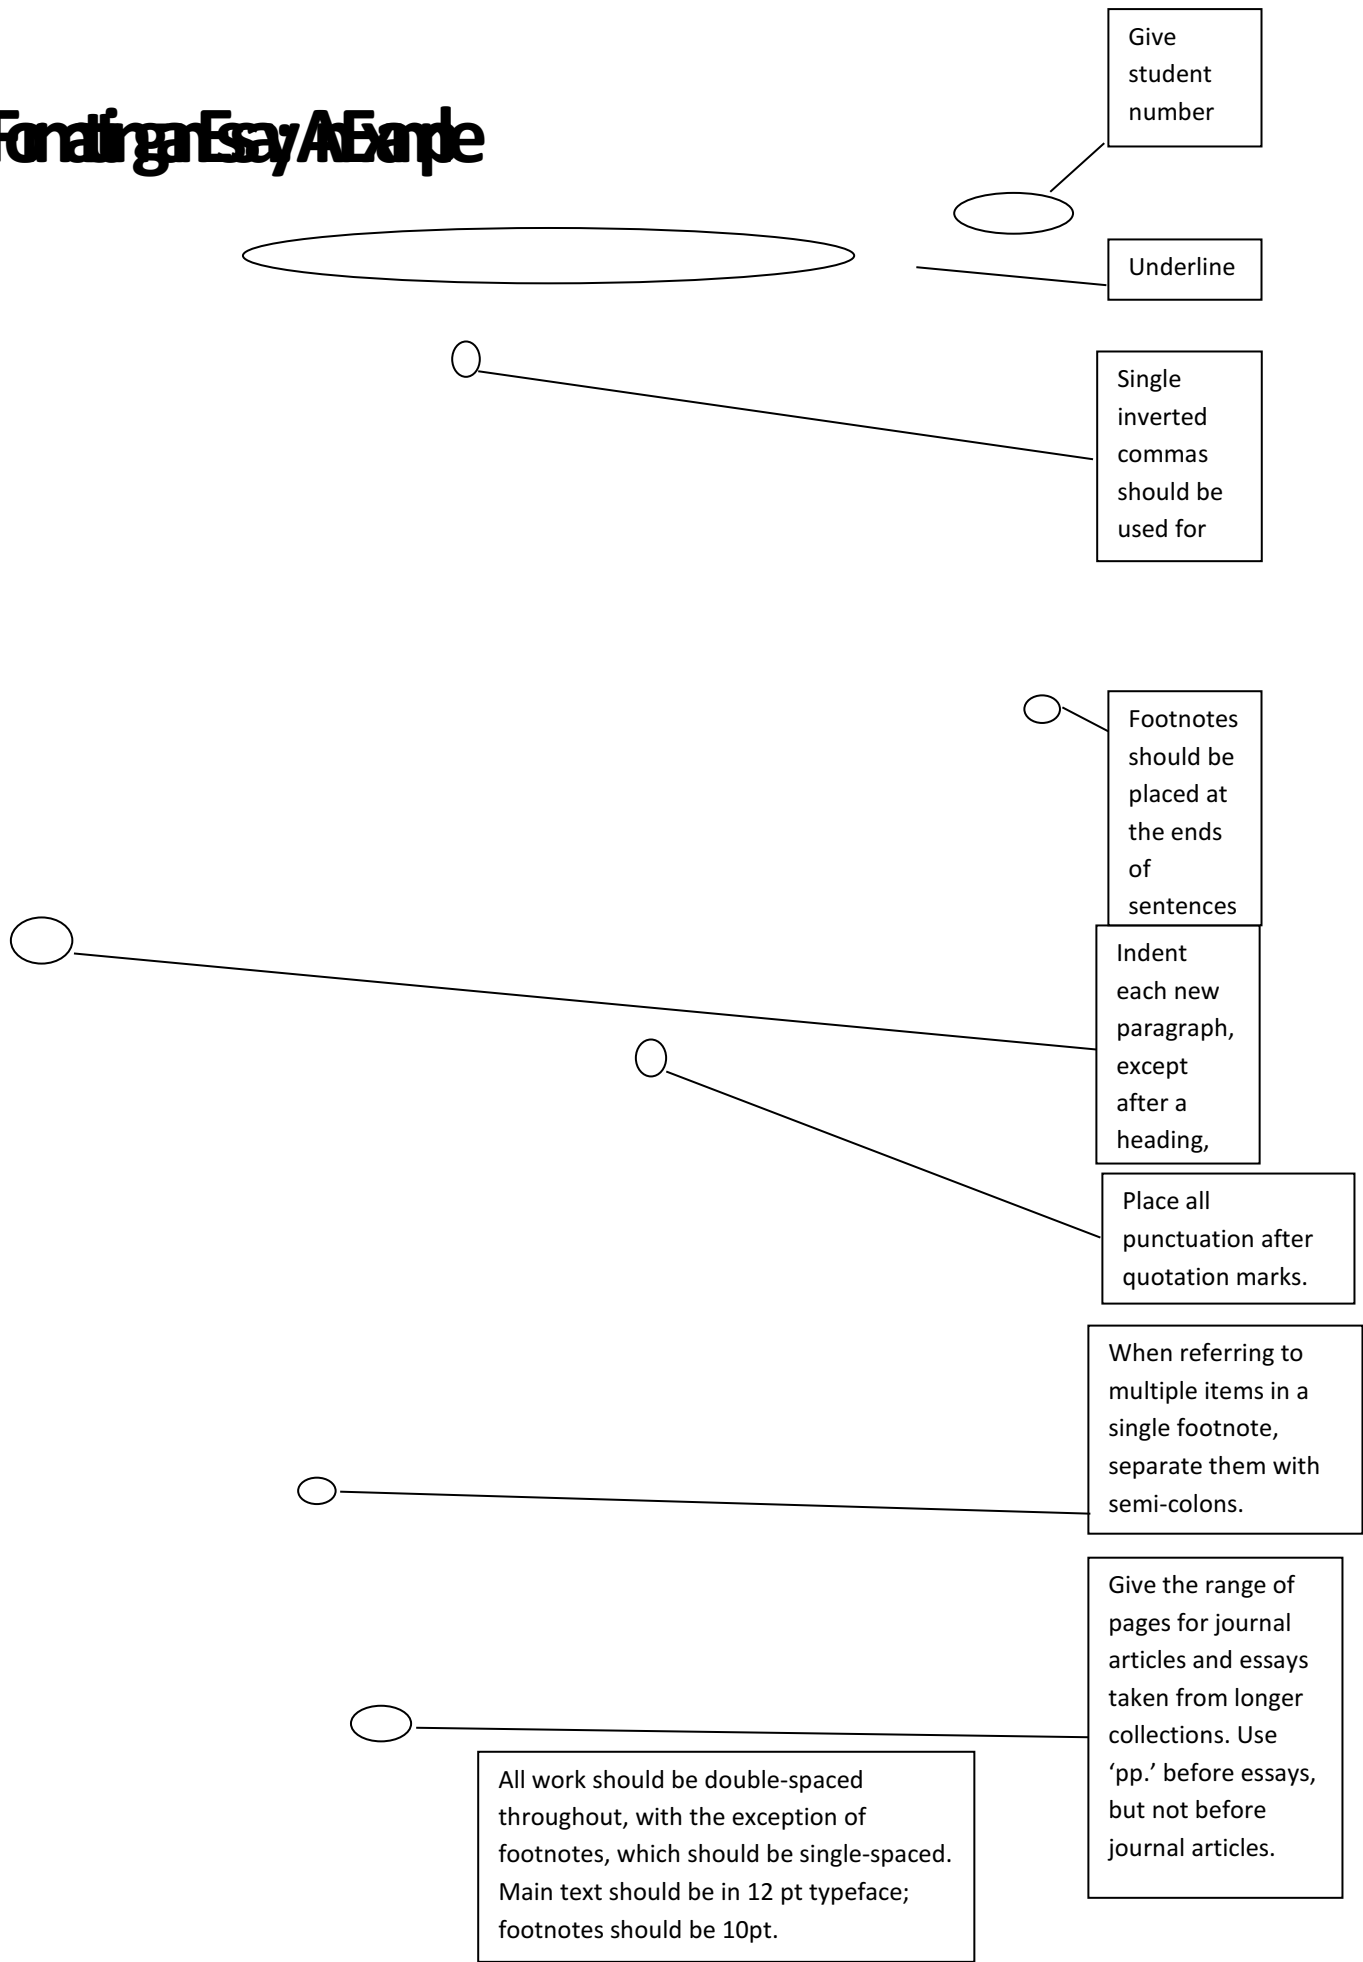 Give
student
number
Underline
Single
inverted
commas
should be
used for
Footnotes
should be
placed at
the ends
of
sentences
Indent
each new
paragraph,
except
after a
heading,
Place all
punctuation after
quotation marks.
When referring to
multiple items in a
single footnote,
separate them with
semi-colons.
Give the range of
pages for journal
articles and essays
taken from longer
collections. Use
‘pp.’ before essays,
but not before
journal articles.
All work should be double-spaced
throughout, with the exception of
footnotes, which should be single-spaced.
Main text should be in 12 pt typeface;
footnotes should be 10pt.